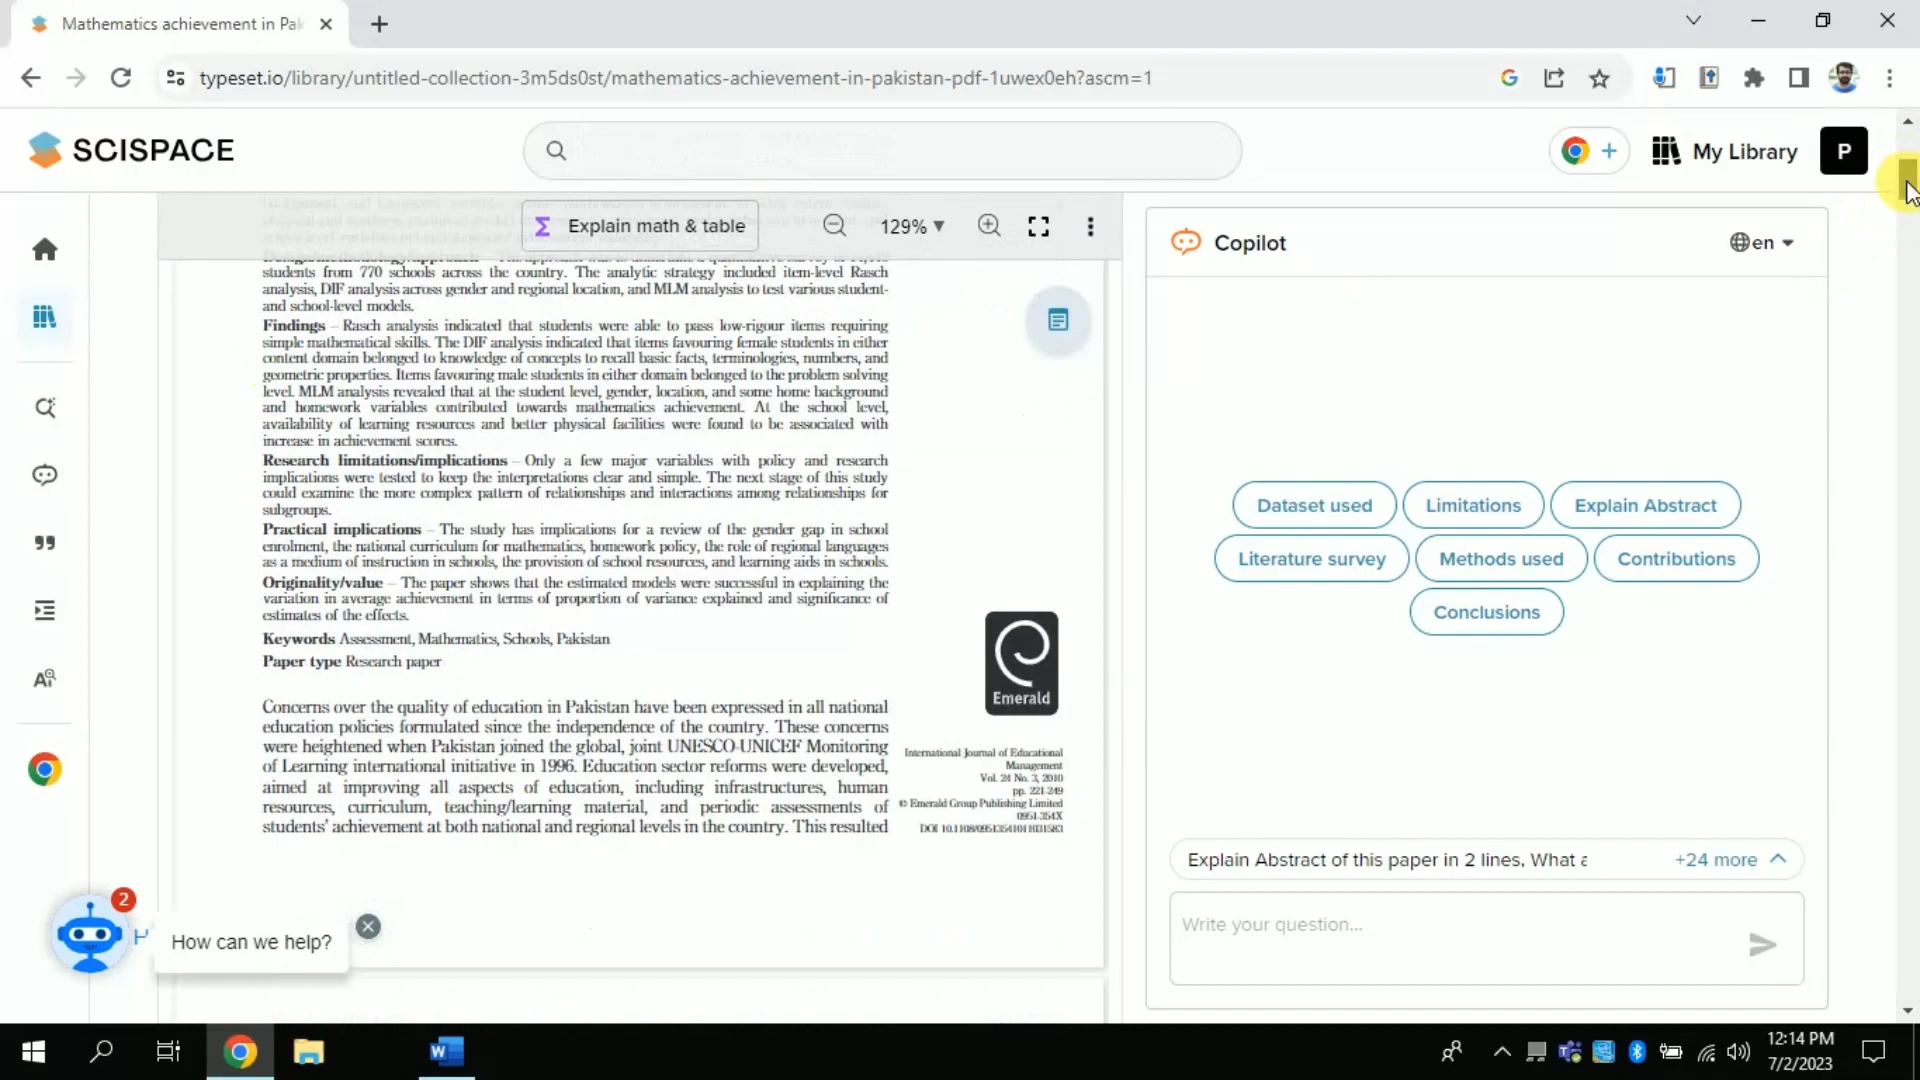 Mathematics achievement in Pak
typeset.io/library/untitled-collection-3m5ds0st/mathematics-achievement-in-pakistan-pdf-1uwex0eh?ascm=1
SCISPACE
My Library
P
Explain math & table
129%
students from 770 schools across the country. The analytic strategy included item-level Rasch
analysis, DIF analysis across gender and regional location, and MLM analysis to test various student-
and school-level models.
Findings – Rasch analysis indicated that students were able to pass low-rigour items requiring
simple mathematical skills. The DIF analysis indicated that items favouring female students in either
content domain belonged to knowledge of concepts to recall basic facts, terminologies, numbers, and
geometric properties. Items favouring male students in either domain belonged to the problem solving
level. MLM analysis revealed that at the student level, gender, location, and some home background
and homework variables contributed towards mathematics achievement. At the school level,
availability of learning resources and better physical facilities were found to be associated with
increase in achievement scores.
Research limitations/implications – Only a few major variables with policy and research
implications were tested to keep the interpretations clear and simple. The next stage of this study
could examine the more complex pattern of relationships and interactions among relationships for
subgroups.
Practical implications – The study has implications for a review of the gender gap in school
enrolment, the national curriculum for mathematics, homework policy, the role of regional languages
as a medium of instruction in schools, the provision of school resources, and learning aids in schools.
Originality/value – The paper shows that the estimated models were successful in explaining the
variation in average achievement in terms of proportion of variance explained and significance of
estimates of the effects.
Keywords Assessment, Mathematics, Schools, Pakistan
Paper type Research paper
Concerns over the quality of education in Pakistan have been expressed in all national
education policies formulated since the independence of the country. These concerns
were heightened when Pakistan joined the global, joint UNESCO-UNICEF Monitoring
of Learning international initiative in 1996. Education sector reforms were developed,
aimed at improving all aspects of education, including infrastructures, human
resources, curriculum, teaching/learning material, and periodic assessments of
students' achievement at both national and regional levels in the country. This resulted
Emerald
International Journal of Educational
Management
Vol. 24 No. 3, 2010
pp. 221-249
© Emerald Group Publishing Limited
0951-354X
DOI 10.1108/09513541011031583
Copilot
en
Dataset used
Limitations
Explain Abstract
Literature survey
Methods used
Contributions
Conclusions
Explain Abstract of this paper in 2 lines, What a
+24 more
Write your question...
2
How can we help?
12:14 PM
7/2/2023